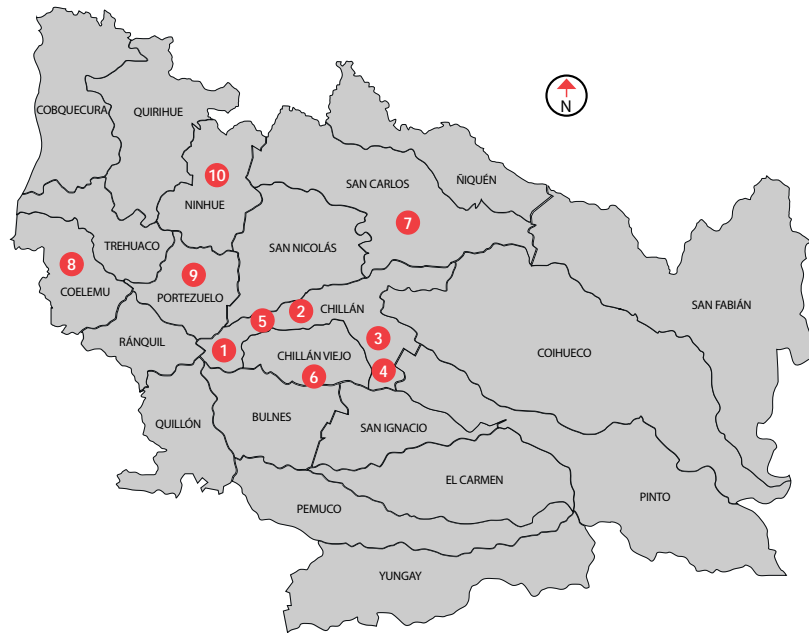 N
COBQUECURA
QUIRIHUE
10
NINHUE
SAN CARLOS
ÑIQUÉN
7
TREHUACO
SAN NICOLÁS
8
COELEMU
9
PORTEZUELO
SAN FABIÁN
2
CHILLÁN
5
3
RÁNQUIL
1
CHILLÁN VIEJO
COIHUECO
4
6
QUILLÓN
BULNES
SAN IGNACIO
EL CARMEN
PINTO
PEMUCO
YUNGAY